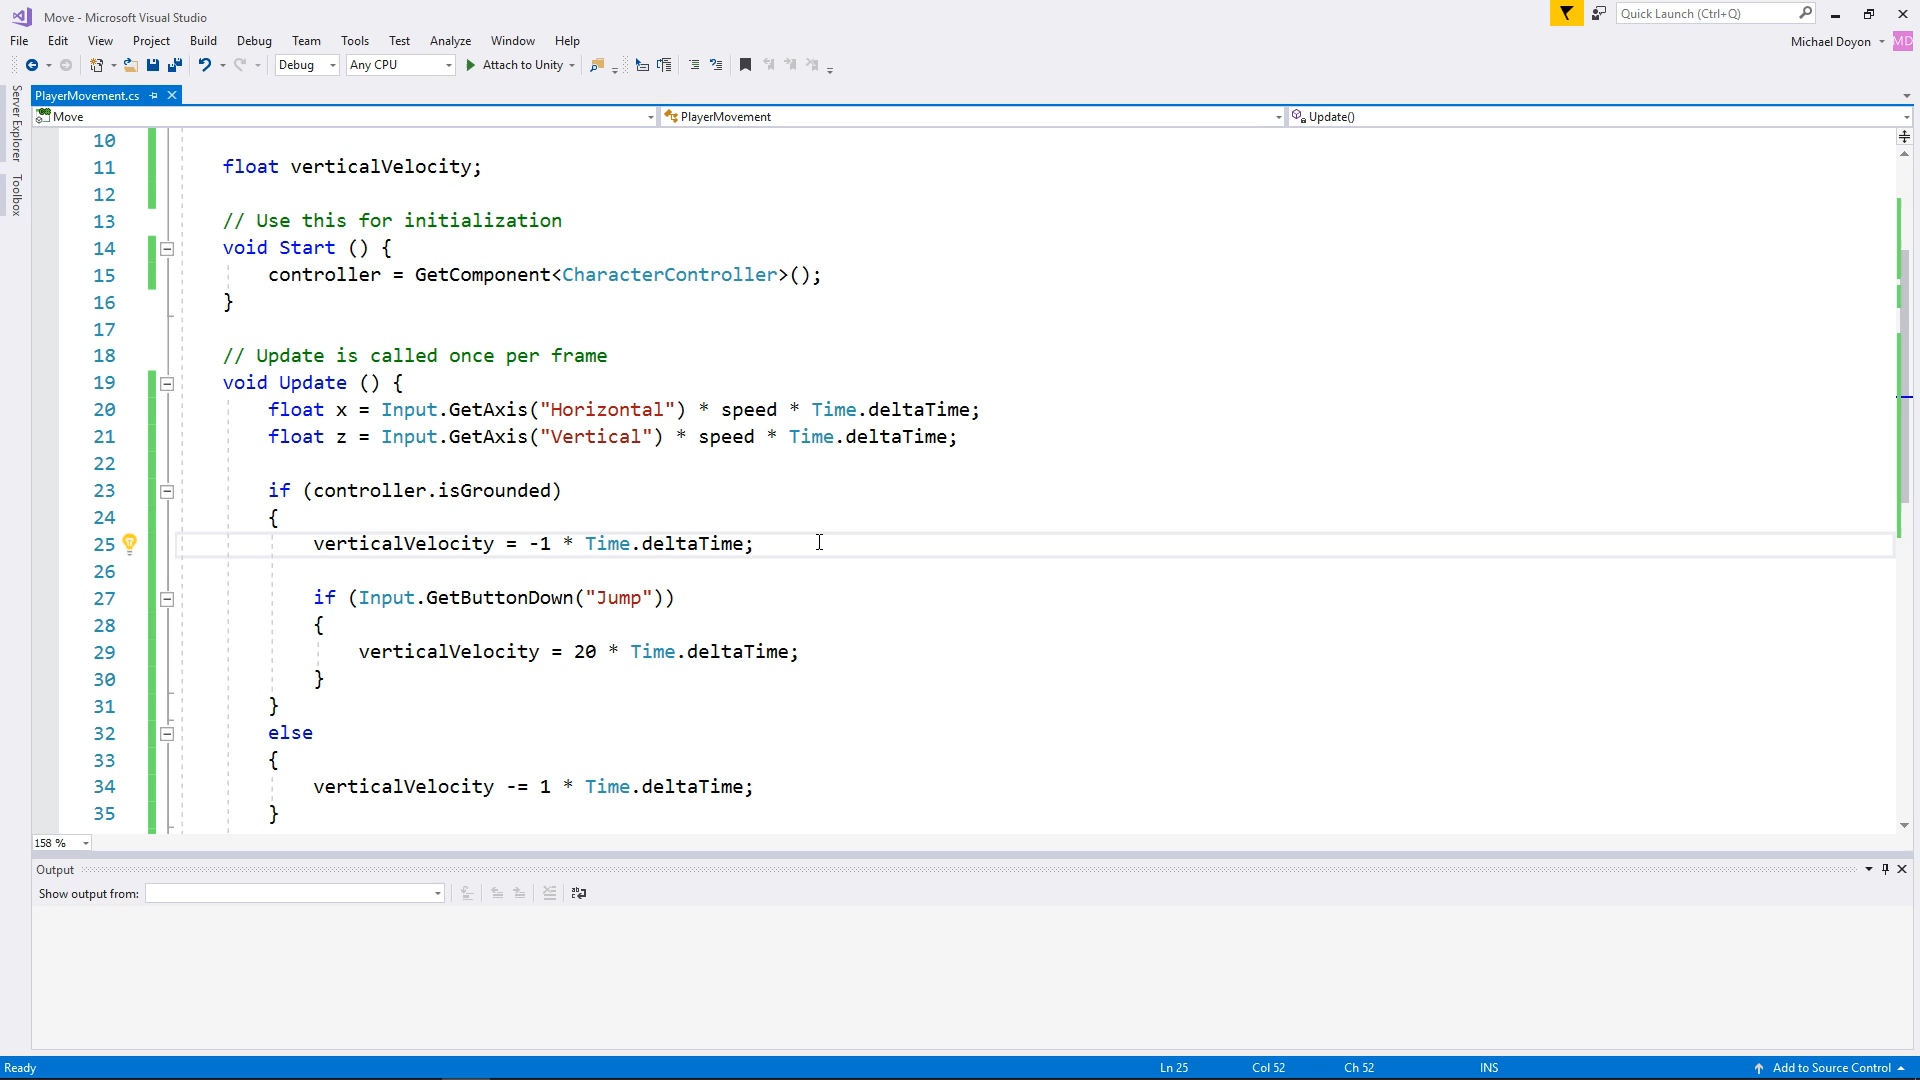 Move - Microsoft Visual Studio
Quick Launch (Ctrl+Q)
File Edit View Project Build Debug Team Tools Test Analyze Window Help
Michael Doyon MD
Debug Any CPU Attach to Unity
Server Explorer
Toolbox
PlayerMovement.cs
Move PlayerMovement Update()
10
11 float verticalVelocity;
12
13 // Use this for initialization
14 void Start () {
15 controller = GetComponent<CharacterController>();
16 }
17
18 // Update is called once per frame
19 void Update () {
20 float x = Input.GetAxis("Horizontal") * speed * Time.deltaTime;
21 float z = Input.GetAxis("Vertical") * speed * Time.deltaTime;
22
23 if (controller.isGrounded)
24 {
25 verticalVelocity = -1 * Time.deltaTime;
26
27 if (Input.GetButtonDown("Jump"))
28 {
29 verticalVelocity = 20 * Time.deltaTime;
30 }
31 }
32 else
33 {
34 verticalVelocity -= 1 * Time.deltaTime;
35 }
158 %
Output
Show output from:
Ready Ln 25 Col 52 Ch 52 INS Add to Source Control